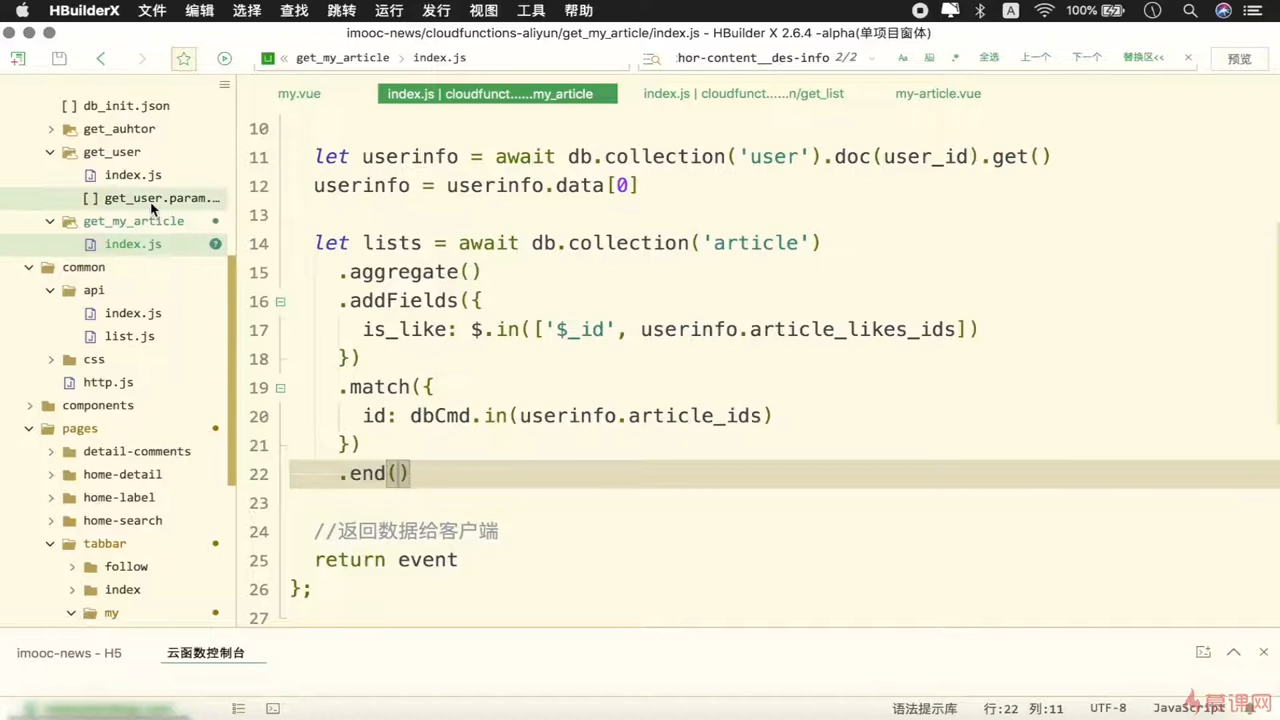 HBuilderX 文件 编辑 选择 查找 跳转 运行 发行 视图 工具 帮助 A 100%
imooc-news/cloudfunctions-aliyun/get_my_article/index.js - HBuilder X 2.6.4 -alpha(单项目窗体)
« get_my_article > index.js :hor-content__des-info 2/2 Aa 全选 上一个 下一个 替换区<< 预览
my.vue index.js | cloudfunct......my_article index.js | cloudfunct......n/get_list my-article.vue
[ ] db_init.json
get_auhtor
get_user
index.js
[ ] get_user.param....
get_my_article
index.js
common
api
index.js
list.js
css
http.js
components
pages
detail-comments
home-detail
home-label
home-search
tabbar
follow
index
my
10
11 let userinfo = await db.collection('user').doc(user_id).get()
12 userinfo = userinfo.data[0]
13
14 let lists = await db.collection('article')
15 .aggregate()
16 .addFields({
17 is_like: $.in(['$_id', userinfo.article_likes_ids])
18 })
19 .match({
20 id: dbCmd.in(userinfo.article_ids)
21 })
22 .end()
23
24 //返回数据给客户端
25 return event
26 };
27
imooc-news - H5 云函数控制台
语法提示库 行:22 列:11 UTF-8 JavaScript
慕课网